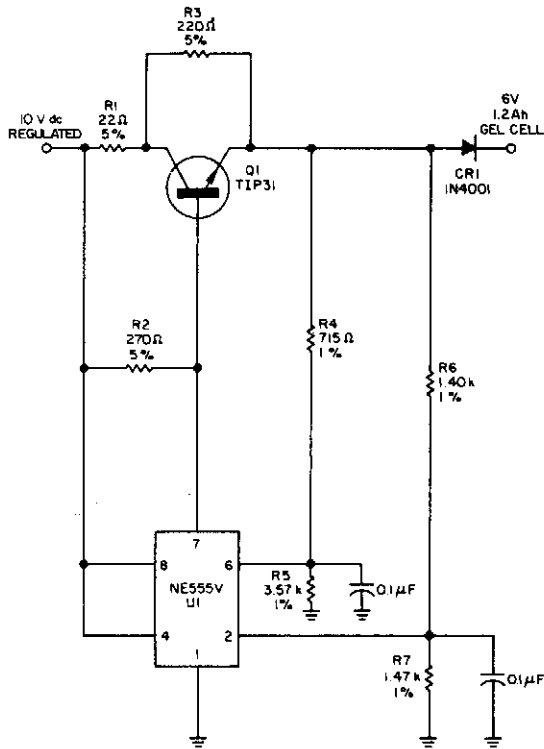 R3
220Ω
5%
10 V dc
REGULATED
R1
22Ω
5%
Q1
TIP31
6V
1.2Ah
GEL CELL
CR1
1N4001
R2
270Ω
5%
R4
715Ω
1%
R6
1.40k
1%
7
8
6
NE555V
U1
4
2
1
R5
3.57k
1%
0.1µF
R7
1.47k
1%
0.1µF